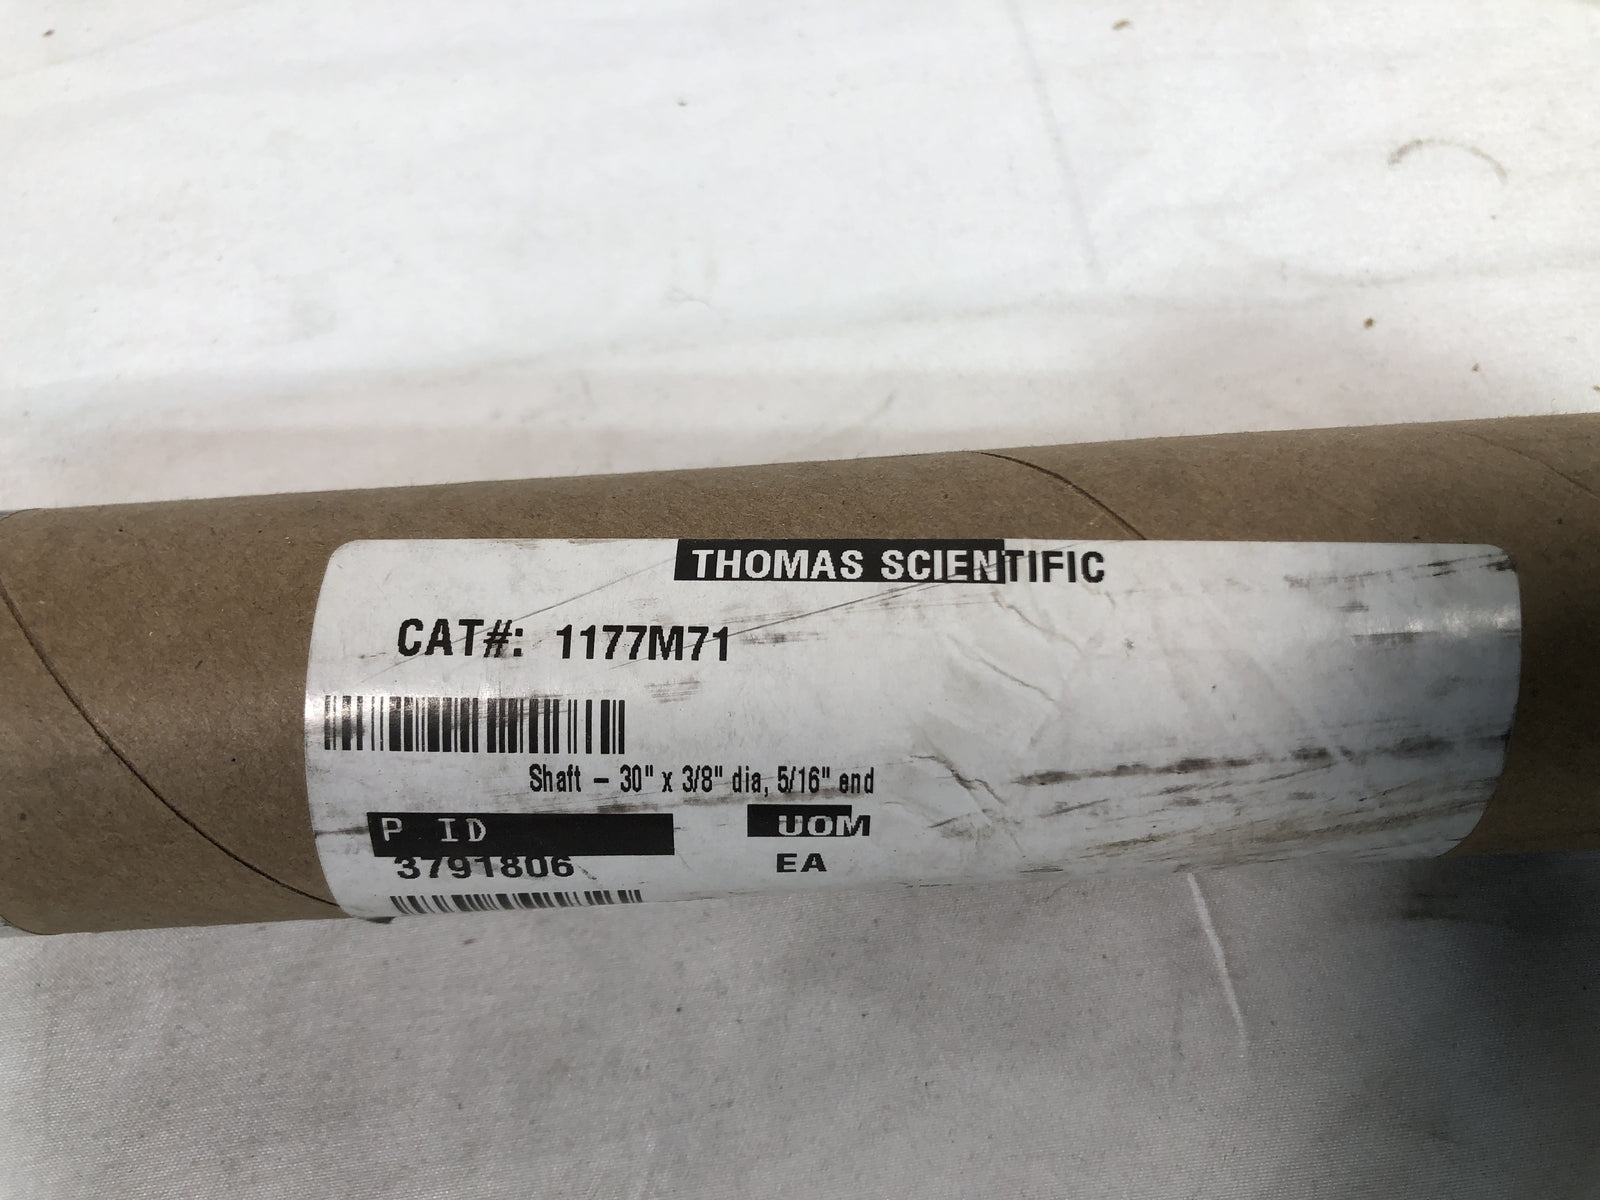 THOMAS SCIENTIFIC
CAT#: 1177M71
Shaft – 30" x 3/8" dia, 5/16" end
P ID UOM
3791806 EA